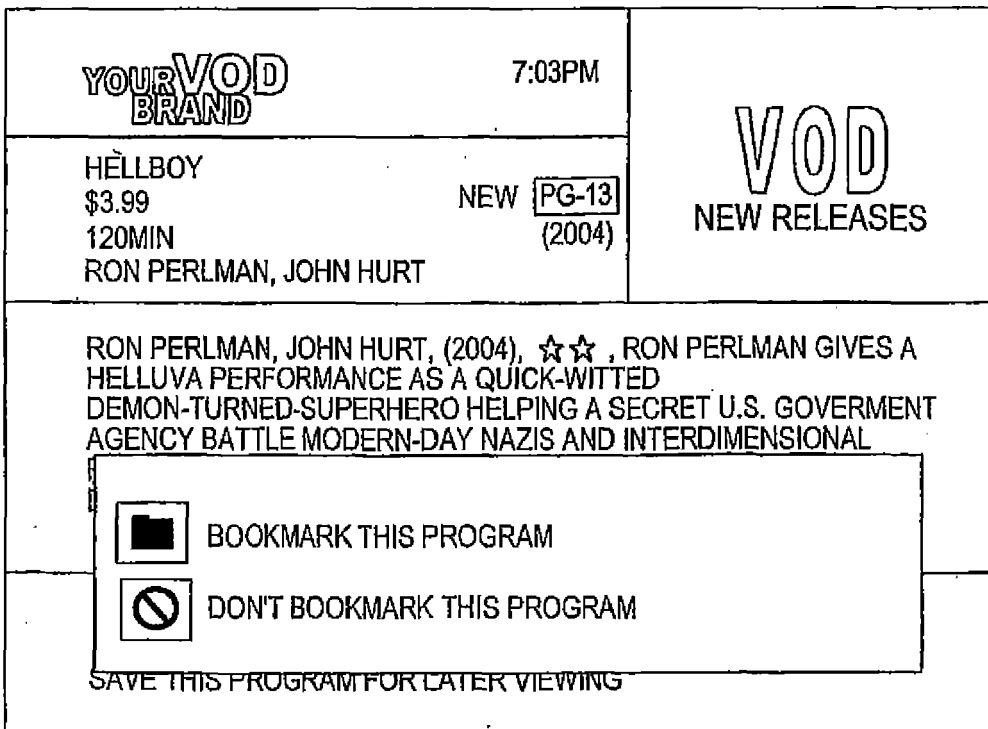 YOUR VOD
BRAND
7:03PM
VOD
NEW RELEASES
HELLBOY
$3.99
NEW PG-13
120MIN
(2004)
RON PERLMAN, JOHN HURT
RON PERLMAN, JOHN HURT, (2004), ☆☆ , RON PERLMAN GIVES A
HELLUVA PERFORMANCE AS A QUICK-WITTED
DEMON-TURNED-SUPERHERO HELPING A SECRET U.S. GOVERMENT
AGENCY BATTLE MODERN-DAY NAZIS AND INTERDIMENSIONAL
BOOKMARK THIS PROGRAM
DON'T BOOKMARK THIS PROGRAM
SAVE THIS PROGRAM FOR LATER VIEWING